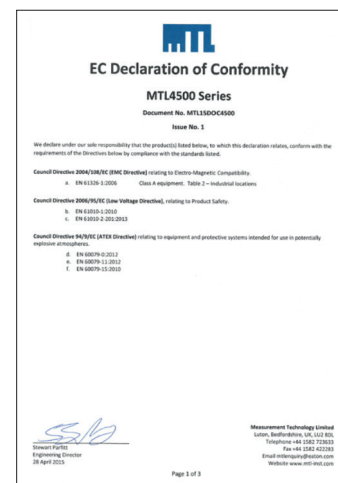 MTL
EC Declaration of Conformity
MTL4500 Series
Document No. MTL15DOC4500
Issue No. 1
We declare under our sole responsibility that the product(s) listed below, to which this declaration relates, conform with the
requirements of the Directives below by compliance with the standards listed.
Council Directive 2004/108/EC (EMC Directive) relating to Electro-Magnetic Compatibility.
a. EN 61326-1:2006 Class A equipment. Table 2 – Industrial locations
Council Directive 2006/95/EC (Low Voltage Directive), relating to Product Safety.
b. EN 61010-1:2010
c. EN 61010-2-201:2013
Council Directive 94/9/EC (ATEX Directive) relating to equipment and protective systems intended for use in potentially
explosive atmospheres.
d. EN 60079-0:2012
e. EN 60079-11:2012
f. EN 60079-15:2010
Stewart Parfitt
Engineering Director
28 April 2015
Measurement Technology Limited
Luton, Bedfordshire, UK, LU2 8DL
Telephone +44 1582 723633
Fax +44 1582 422283
Email mtlenquiry@eaton.com
Website www.mtl-inst.com
Page 1 of 3